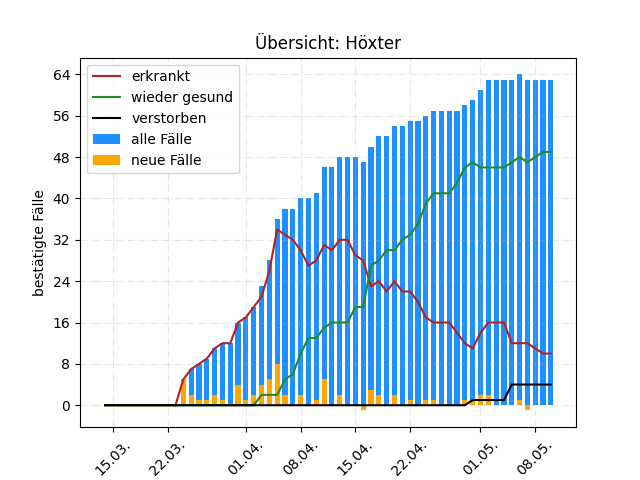 Übersicht: Höxter
erkrankt
wieder gesund
verstorben
alle Fälle
neue Fälle
bestätigte Fälle
64
56
48
40
32
24
16
8
0
15.03.
22.03.
01.04.
08.04.
15.04.
22.04.
01.05.
08.05.